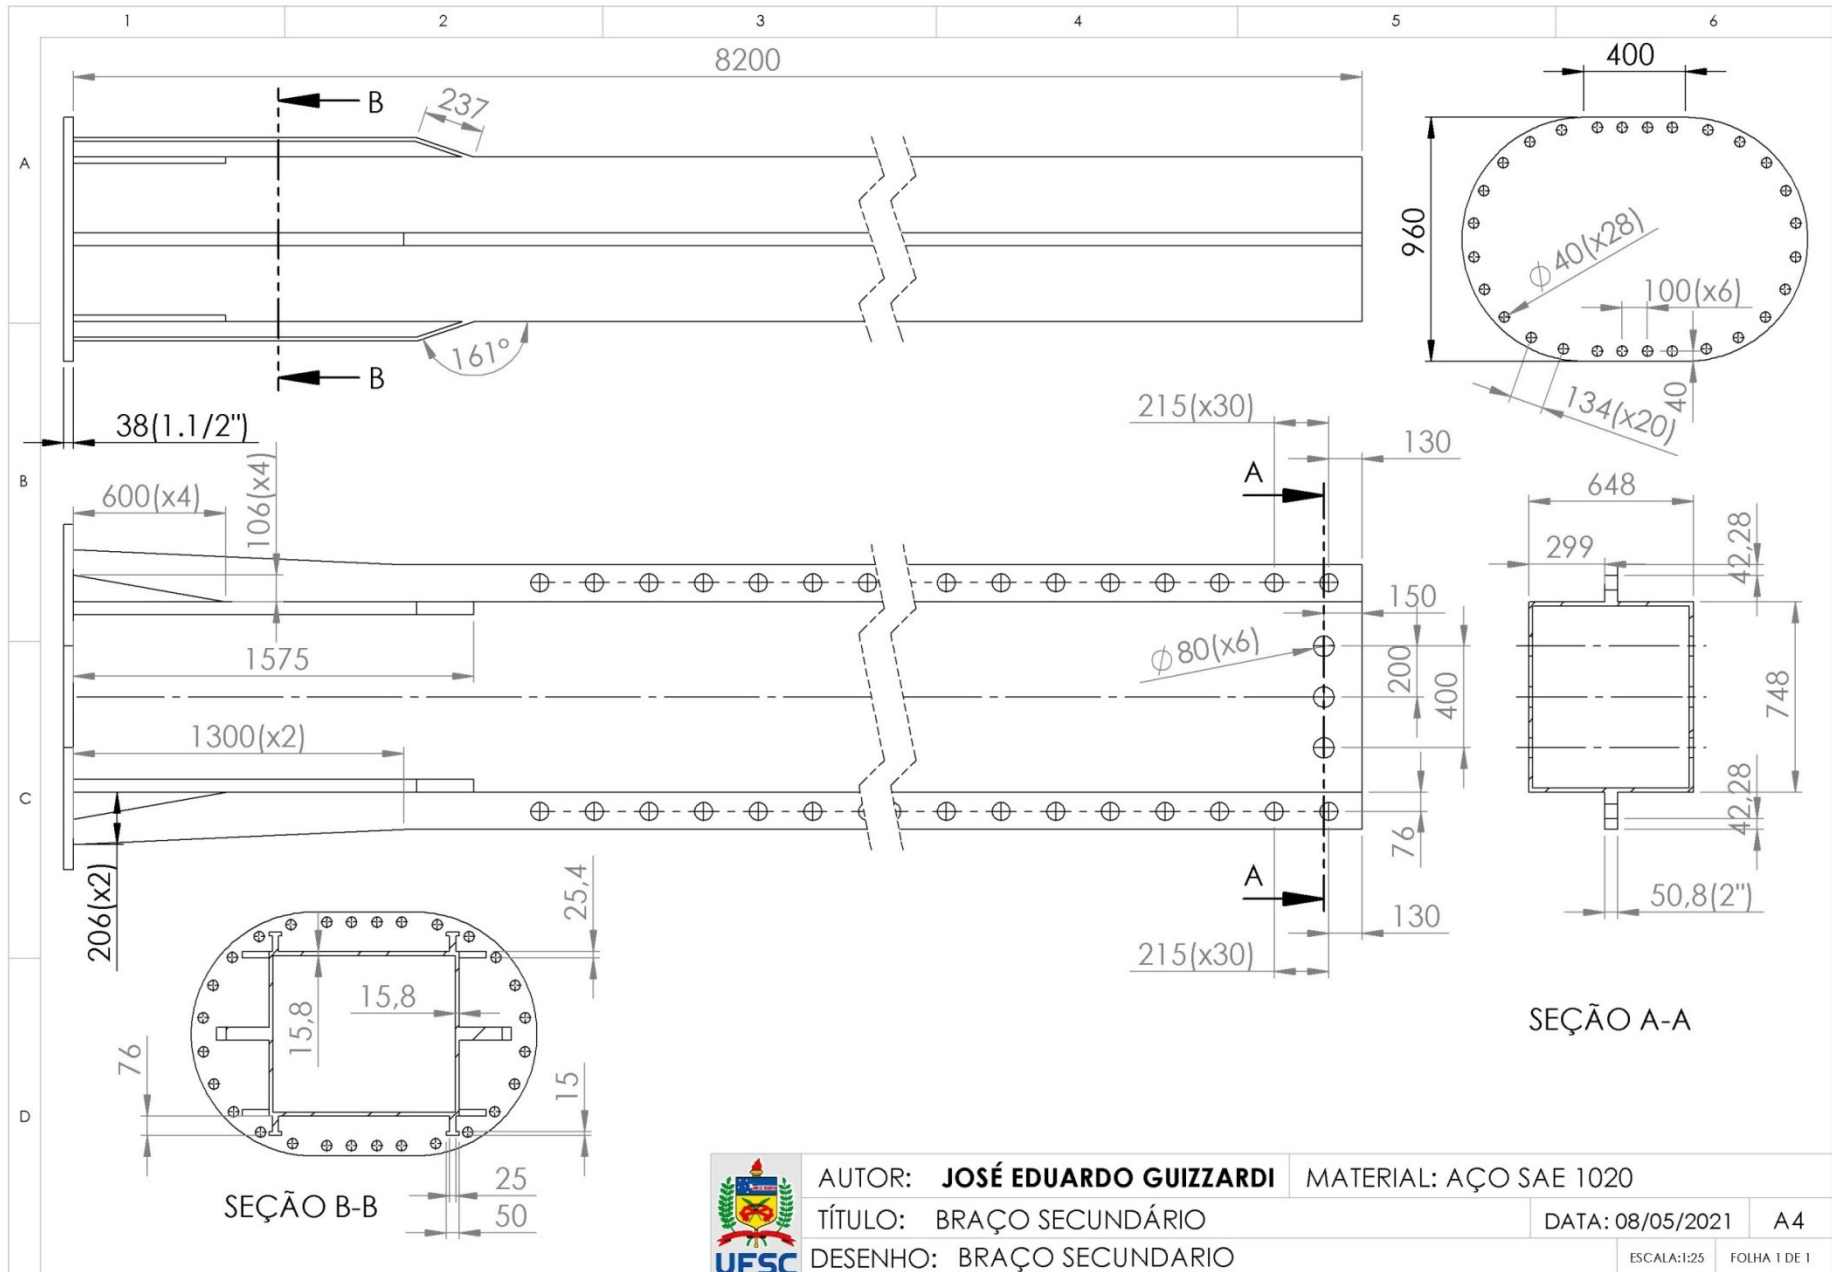 1 2 3 4 5 6
A
B
C
D
8200
B
237
B
161°
38(1.1/2")
400
960
Ø 40(x28)
100(x6)
40
134(x20)
600(x4)
106(x4)
1575
1300(x2)
206(x2)
215(x30)
130
A
150
Ø 80(x6)
200
400
76
A
130
215(x30)
648
299
42,28
748
42,28
50,8(2")
SEÇÃO A-A
25,4
15,8
15,8
76
15
25
50
SEÇÃO B-B
UFSC
AUTOR: JOSÉ EDUARDO GUIZZARDI MATERIAL: AÇO SAE 1020
TÍTULO: BRAÇO SECUNDÁRIO DATA: 08/05/2021 A4
DESENHO: BRAÇO SECUNDARIO ESCALA:1:25 FOLHA 1 DE 1